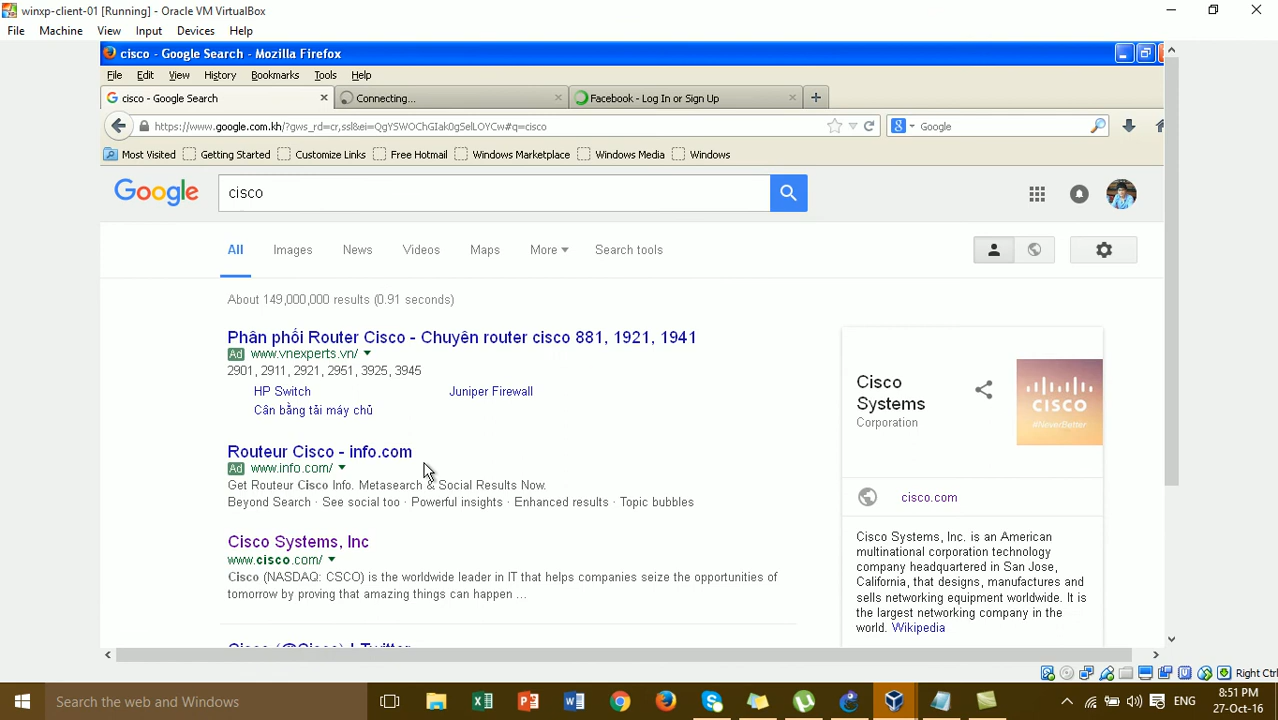 winxp-client-01 [Running] - Oracle VM VirtualBox
File Machine View Input Devices Help
cisco - Google Search - Mozilla Firefox
File Edit View History Bookmarks Tools Help
cisco - Google Search Connecting... Facebook - Log In or Sign Up
https://www.google.com.kh/?gws_rd=cr,ssl&ei=QgYSWOChGIak0gSelLOYCw#q=cisco Google
Most Visited Getting Started Customize Links Free Hotmail Windows Marketplace Windows Media Windows
Google cisco
All Images News Videos Maps More Search tools
About 149,000,000 results (0.91 seconds)
Phân phối Router Cisco - Chuyên router cisco 881, 1921, 1941
Ad www.vnexperts.vn/
2901, 2911, 2921, 2951, 3925, 3945
HP Switch Juniper Firewall
Cân bằng tải máy chủ
Routeur Cisco - info.com
Ad www.info.com/
Get Routeur Cisco Info. Metasearch & Social Results Now.
Beyond Search · See social too · Powerful insights · Enhanced results · Topic bubbles
Cisco Systems, Inc
www.cisco.com/
Cisco (NASDAQ: CSCO) is the worldwide leader in IT that helps companies seize the opportunities of
tomorrow by proving that amazing things can happen ...
Cisco (@Cisco) | Twitter
Cisco
Systems
Corporation
CISCO
#NeverBetter
cisco.com
Cisco Systems, Inc. is an American
multinational corporation technology
company headquartered in San Jose,
California, that designs, manufactures and
sells networking equipment worldwide. It is
the largest networking company in the
world. Wikipedia
Right Ctrl
Search the web and Windows
ENG
8:51 PM
27-Oct-16